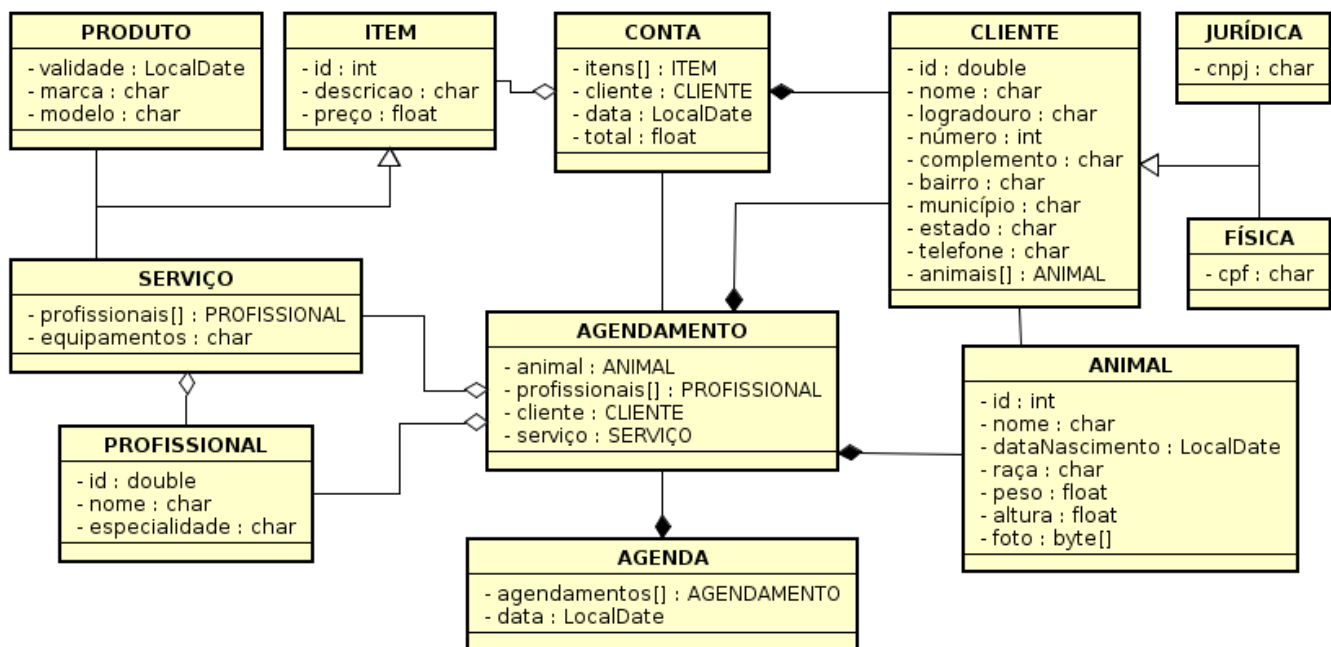 PRODUTO
- validade : LocalDate
- marca : char
- modelo : char
ITEM
- id : int
- descricao : char
- preço : float
CONTA
- itens[] : ITEM
- cliente : CLIENTE
- data : LocalDate
- total : float
CLIENTE
- id : double
- nome : char
- logradouro : char
- número : int
- complemento : char
- bairro : char
- município : char
- estado : char
- telefone : char
- animais[] : ANIMAL
JURÍDICA
- cnpj : char
FÍSICA
- cpf : char
SERVIÇO
- profissionais[] : PROFISSIONAL
- equipamentos : char
AGENDAMENTO
- animal : ANIMAL
- profissionais[] : PROFISSIONAL
- cliente : CLIENTE
- serviço : SERVIÇO
ANIMAL
- id : int
- nome : char
- dataNascimento : LocalDate
- raça : char
- peso : float
- altura : float
- foto : byte[]
PROFISSIONAL
- id : double
- nome : char
- especialidade : char
AGENDA
- agendamentos[] : AGENDAMENTO
- data : LocalDate